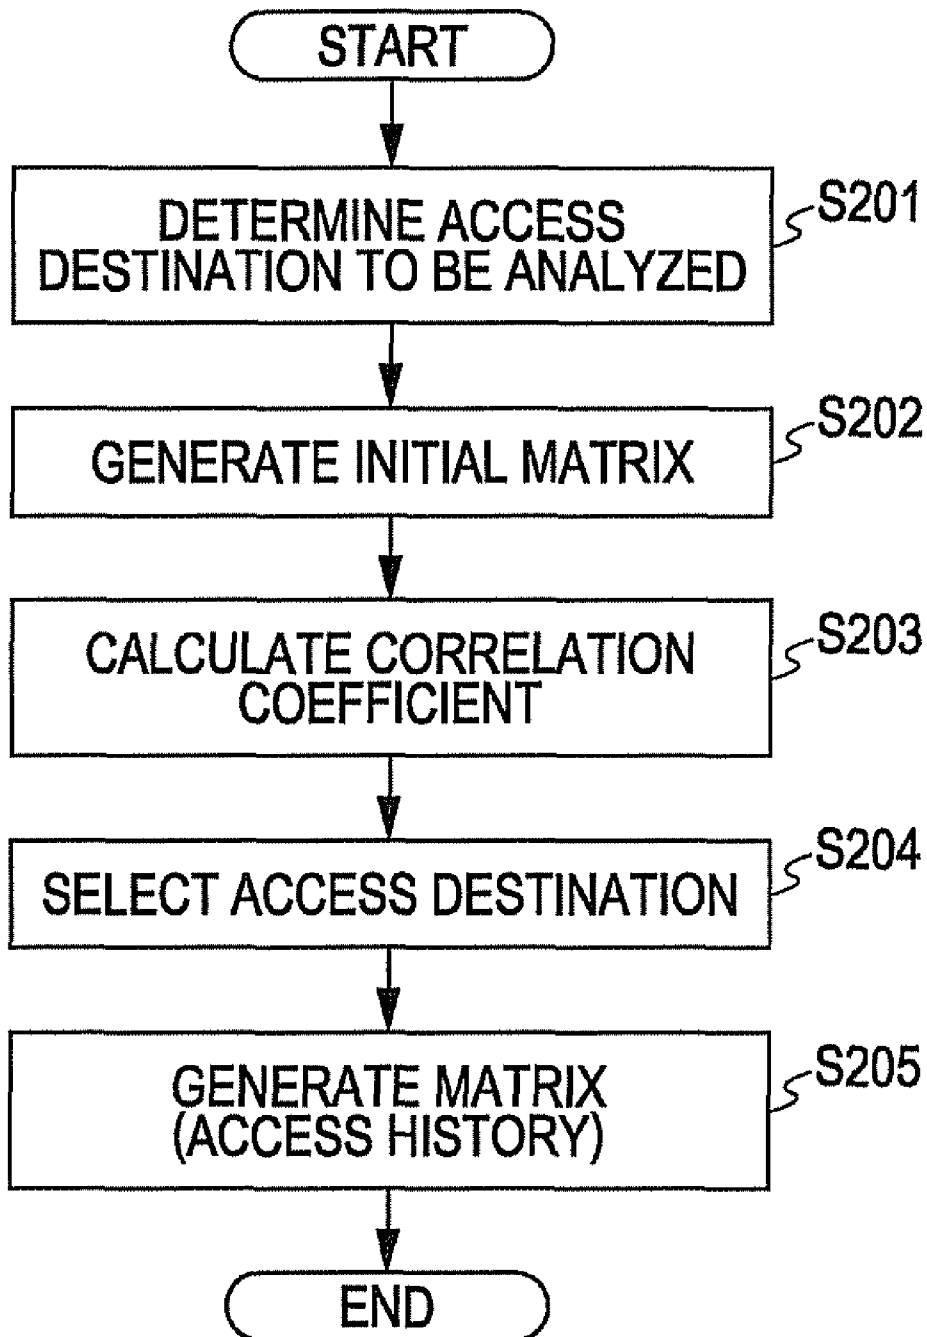 START
DETERMINE ACCESS
DESTINATION TO BE ANALYZED
S201
GENERATE INITIAL MATRIX
S202
CALCULATE CORRELATION
COEFFICIENT
S203
SELECT ACCESS DESTINATION
S204
GENERATE MATRIX
(ACCESS HISTORY)
S205
END